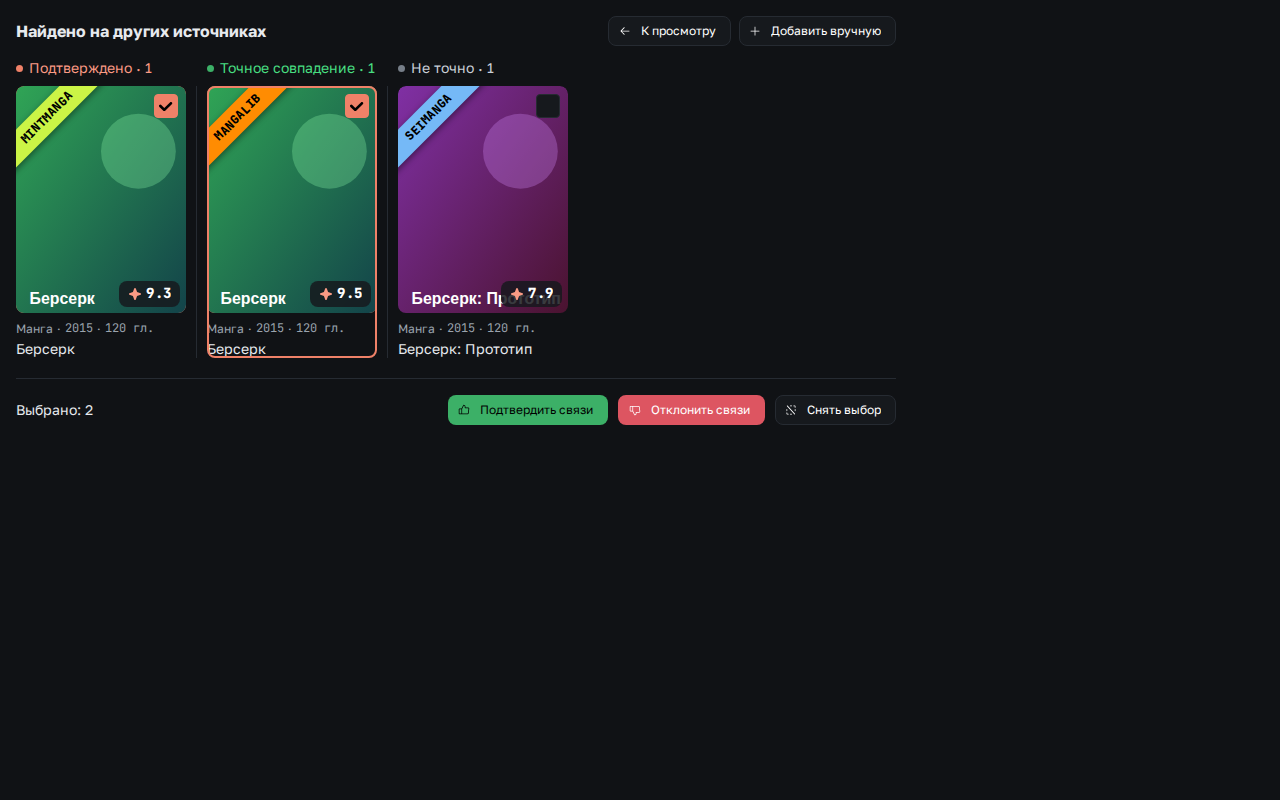 Найдено на других источниках
К просмотру
Добавить вручную
Подтверждено · 1
Точное совпадение · 1
Не точно · 1
MINTMANGA
MANGALIB
SEIMANGA
Берсерк
9.3
Берсерк
9.5
Берсерк: Прототип
7.9
Манга · 2015 · 120 гл.
Манга · 2015 · 120 гл.
Манга · 2015 · 120 гл.
Берсерк
Берсерк
Берсерк: Прототип
Выбрано: 2
Подтвердить связи
Отклонить связи
Снять выбор